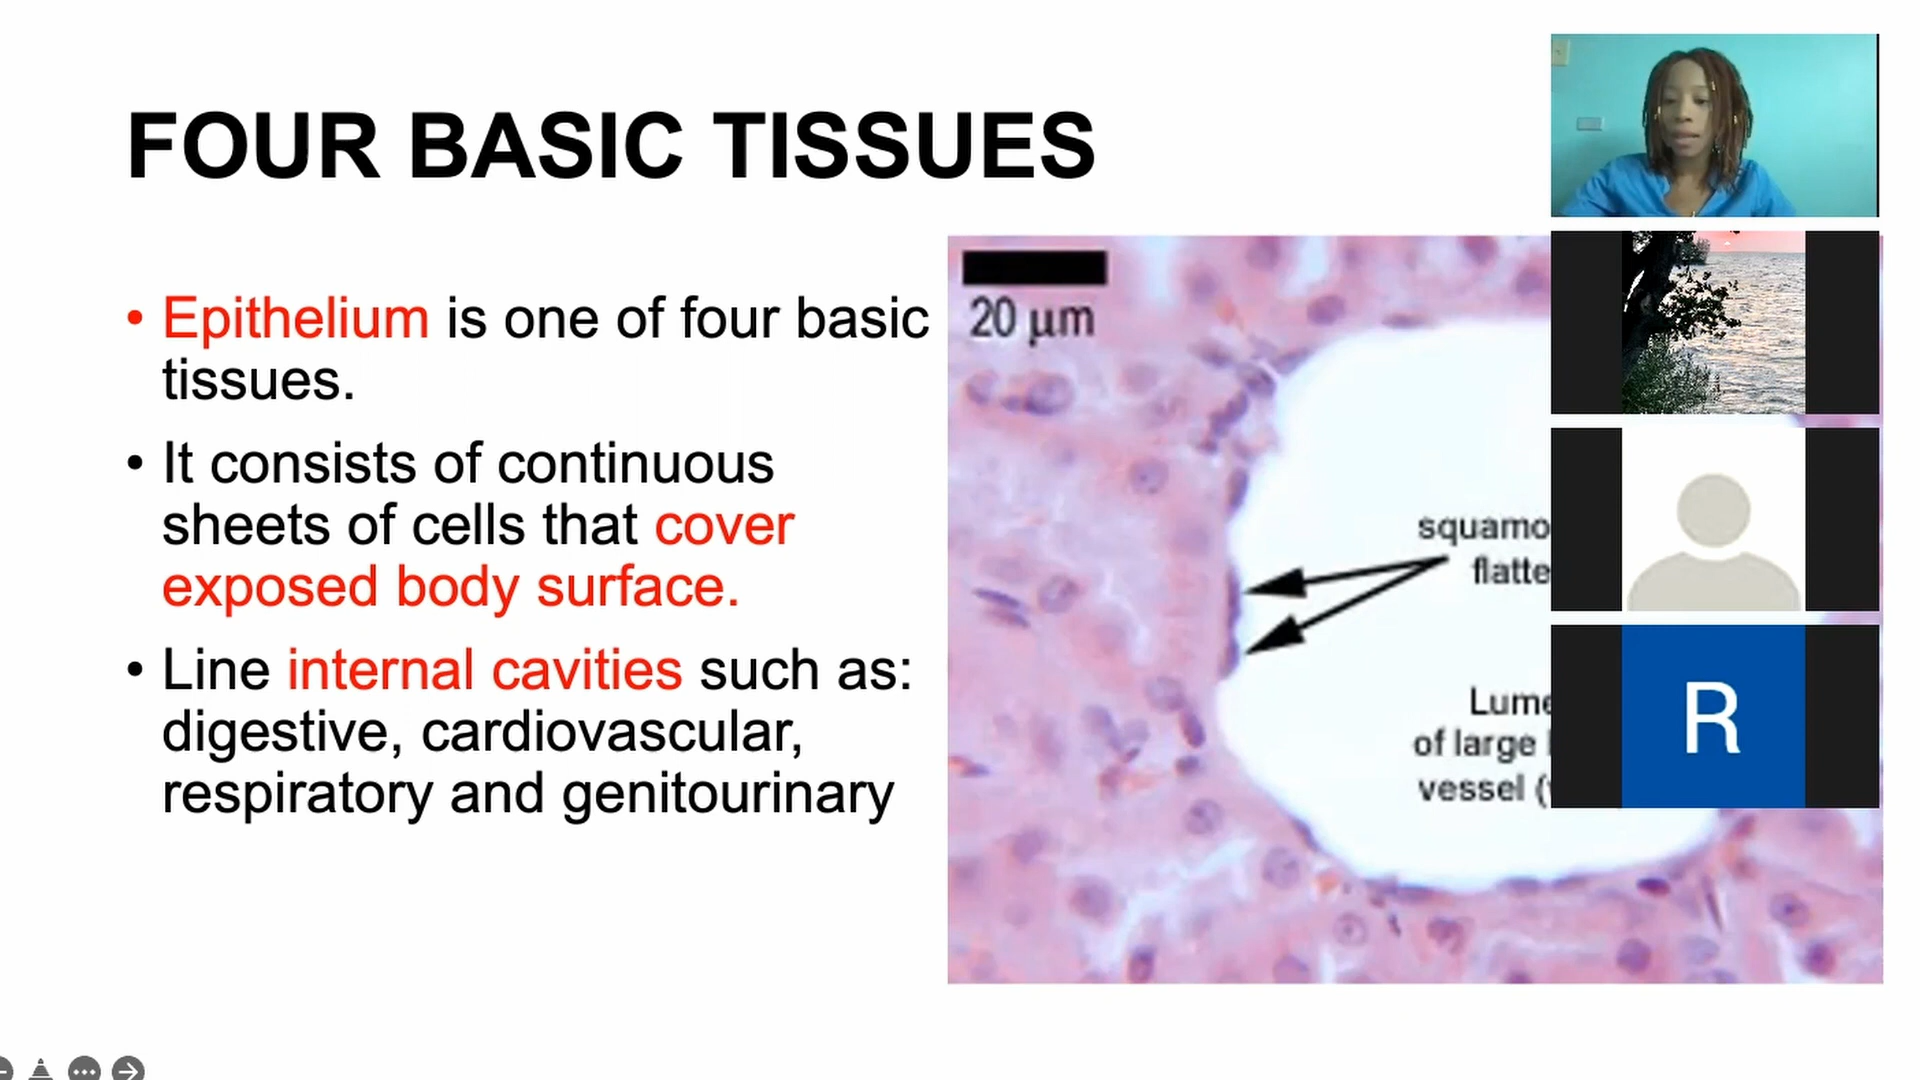 FOUR BASIC TISSUES
• Epithelium is one of four basic
tissues.
• It consists of continuous
sheets of cells that cover
exposed body surface.
• Line internal cavities such as:
digestive, cardiovascular,
respiratory and genitourinary
20 µm
squamo
flatte
Lume
of large
vessel (
R